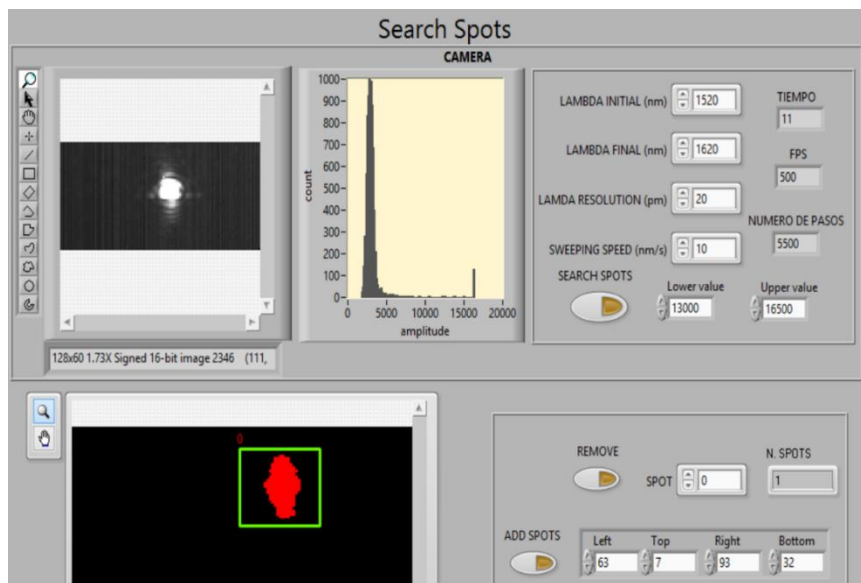 Search Spots
CAMERA
1000
900
800
700
600
500
400
300
200
100
0
count
0 5000 10000 15000 20000
amplitude
128x60 1.73X Signed 16-bit image 2346 (111,
LAMBDA INITIAL (nm) 1520
TIEMPO
11
LAMBDA FINAL (nm) 1620
FPS
500
LAMDA RESOLUTION (pm) 20
NUMERO DE PASOS
5500
SWEEPING SPEED (nm/s) 10
SEARCH SPOTS
Lower value Upper value
13000 16500
0
REMOVE
N. SPOTS
SPOT 0 1
ADD SPOTS
Left Top Right Bottom
63 7 93 32